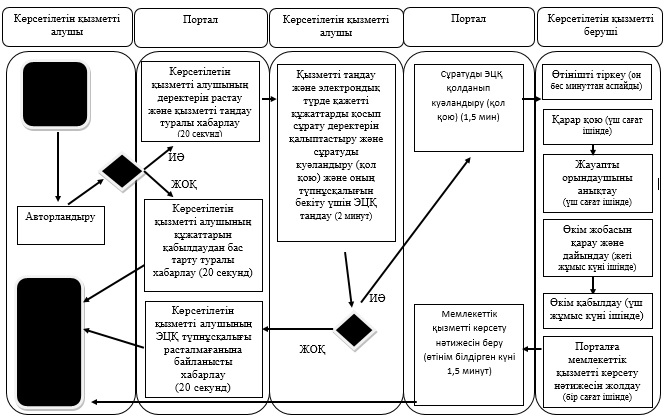 Көрсетілетін қызметті
алушы
Портал
Көрсетілетін қызметті
алушы
Портал
Көрсетілетін қызметті
беруші
Авторландыру
Көрсетілетін
қызметті алушының
деректерін растау
және қызметті таңдау
туралы хабарлау
(20 секунд)
ИӘ
ЖОҚ
Көрсетілетін
қызметті алушының
құжаттарын
қабылдаудан бас
тарту туралы
хабарлау (20 секунд)
Көрсетілетін
қызметті алушының
ЭЦҚ түпнұсқалығы
расталмағанына
байланысты
хабарлау
(20 секунд)
Қызметті таңдау
және электрондық
түрде қажетті
құжаттарды қосып
сұрату деректерін
қалыптастыру және
сұратуды
куәландыру (қол
қою) және оның
түпнұсқалығын
бекіту үшін ЭЦҚ
таңдау (2 минут)
ИӘ
ЖОҚ
Сұратуды ЭЦҚ
қолданып
куәландыру (қол
қою) (1,5 мин)
Мемлекеттік
қызметті көрсету
нәтижесін беру
(өтінім білдірген күні
1,5 минут)
Өтінішті тіркеу (он
бес минуттан аспайды)
Қарар қою (үш сағат
ішінде)
Жауапты
орындаушыны
анықтау
(үш сағат ішінде)
Өкім жобасын
қарау және
дайындау (жеті
жұмыс күні ішінде)
Өкім қабылдау (үш
жұмыс күні ішінде)
Порталға
мемлекеттік
қызметті көрсету
нәтижесін жолдау
(бір сағат ішінде)